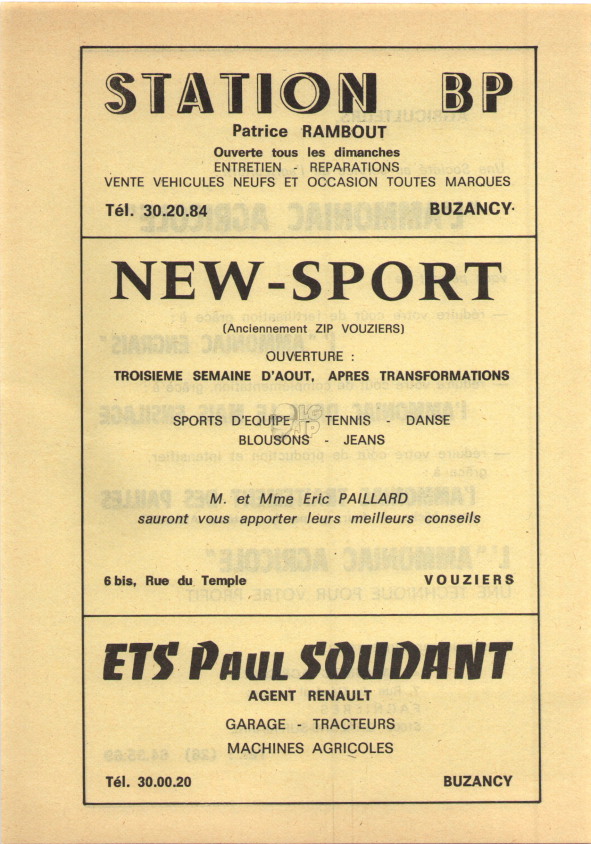 STATION BP
Patrice RAMBOUT
Ouverte tous les dimanches
ENTRETIEN - REPARATIONS
VENTE VEHICULES NEUFS ET OCCASION TOUTES MARQUES
Tél. 30.20.84 BUZANCY
NEW-SPORT
(Anciennement ZIP VOUZIERS)
OUVERTURE :
TROISIEME SEMAINE D'AOUT, APRES TRANSFORMATIONS
SPORTS D'EQUIPE TENNIS - DANSE
BLOUSONS - JEANS
M. et Mme Eric PAILLARD
sauront vous apporter leurs meilleurs conseils
6 bis, Rue du Temple VOUZIERS
ETS PAUL SOUDANT
AGENT RENAULT
GARAGE - TRACTEURS
MACHINES AGRICOLES
Tél. 30.00.20 BUZANCY